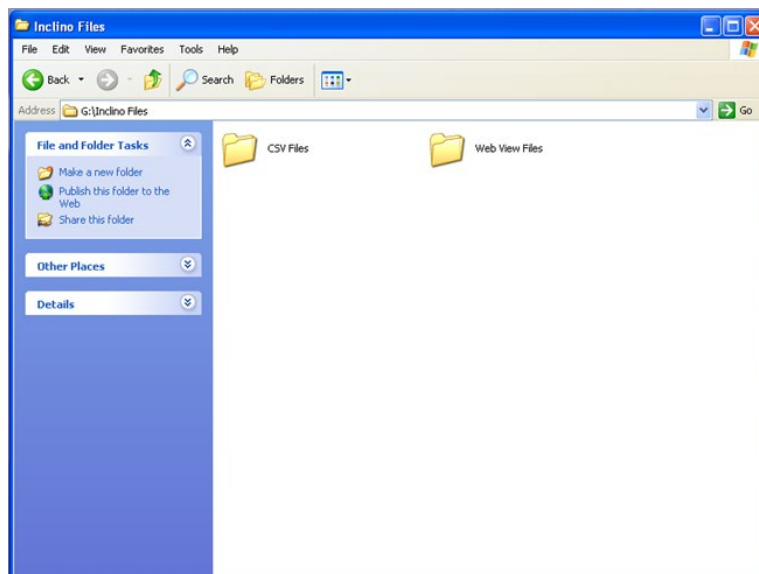 Inclino Files
File Edit View Favorites Tools Help
Back Search Folders
Address G:\Inclino Files Go
File and Folder Tasks
Make a new folder
Publish this folder to the
Web
Share this folder
Other Places
Details
CSV Files Web View Files